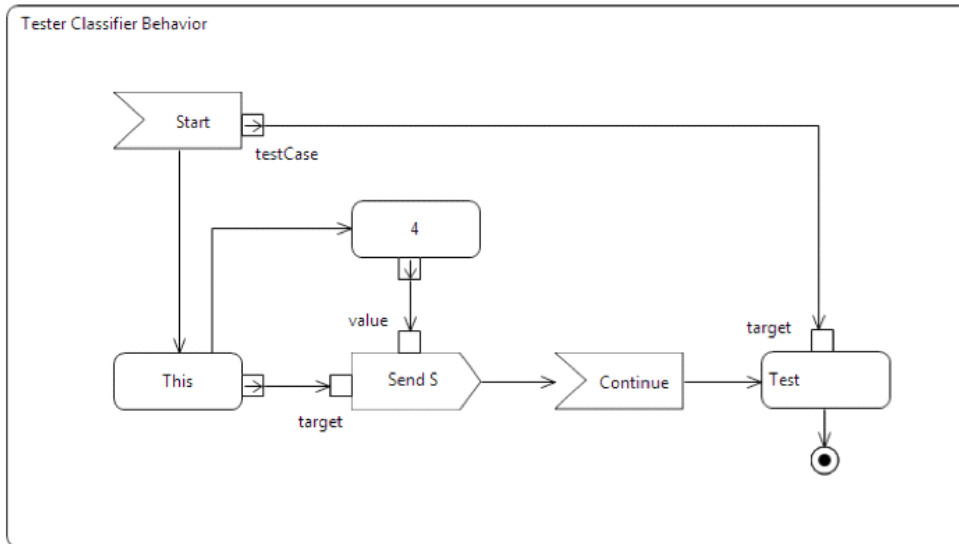 Tester Classifier Behavior
Start
testCase
4
value
target
This
Send S
Continue
Test
target